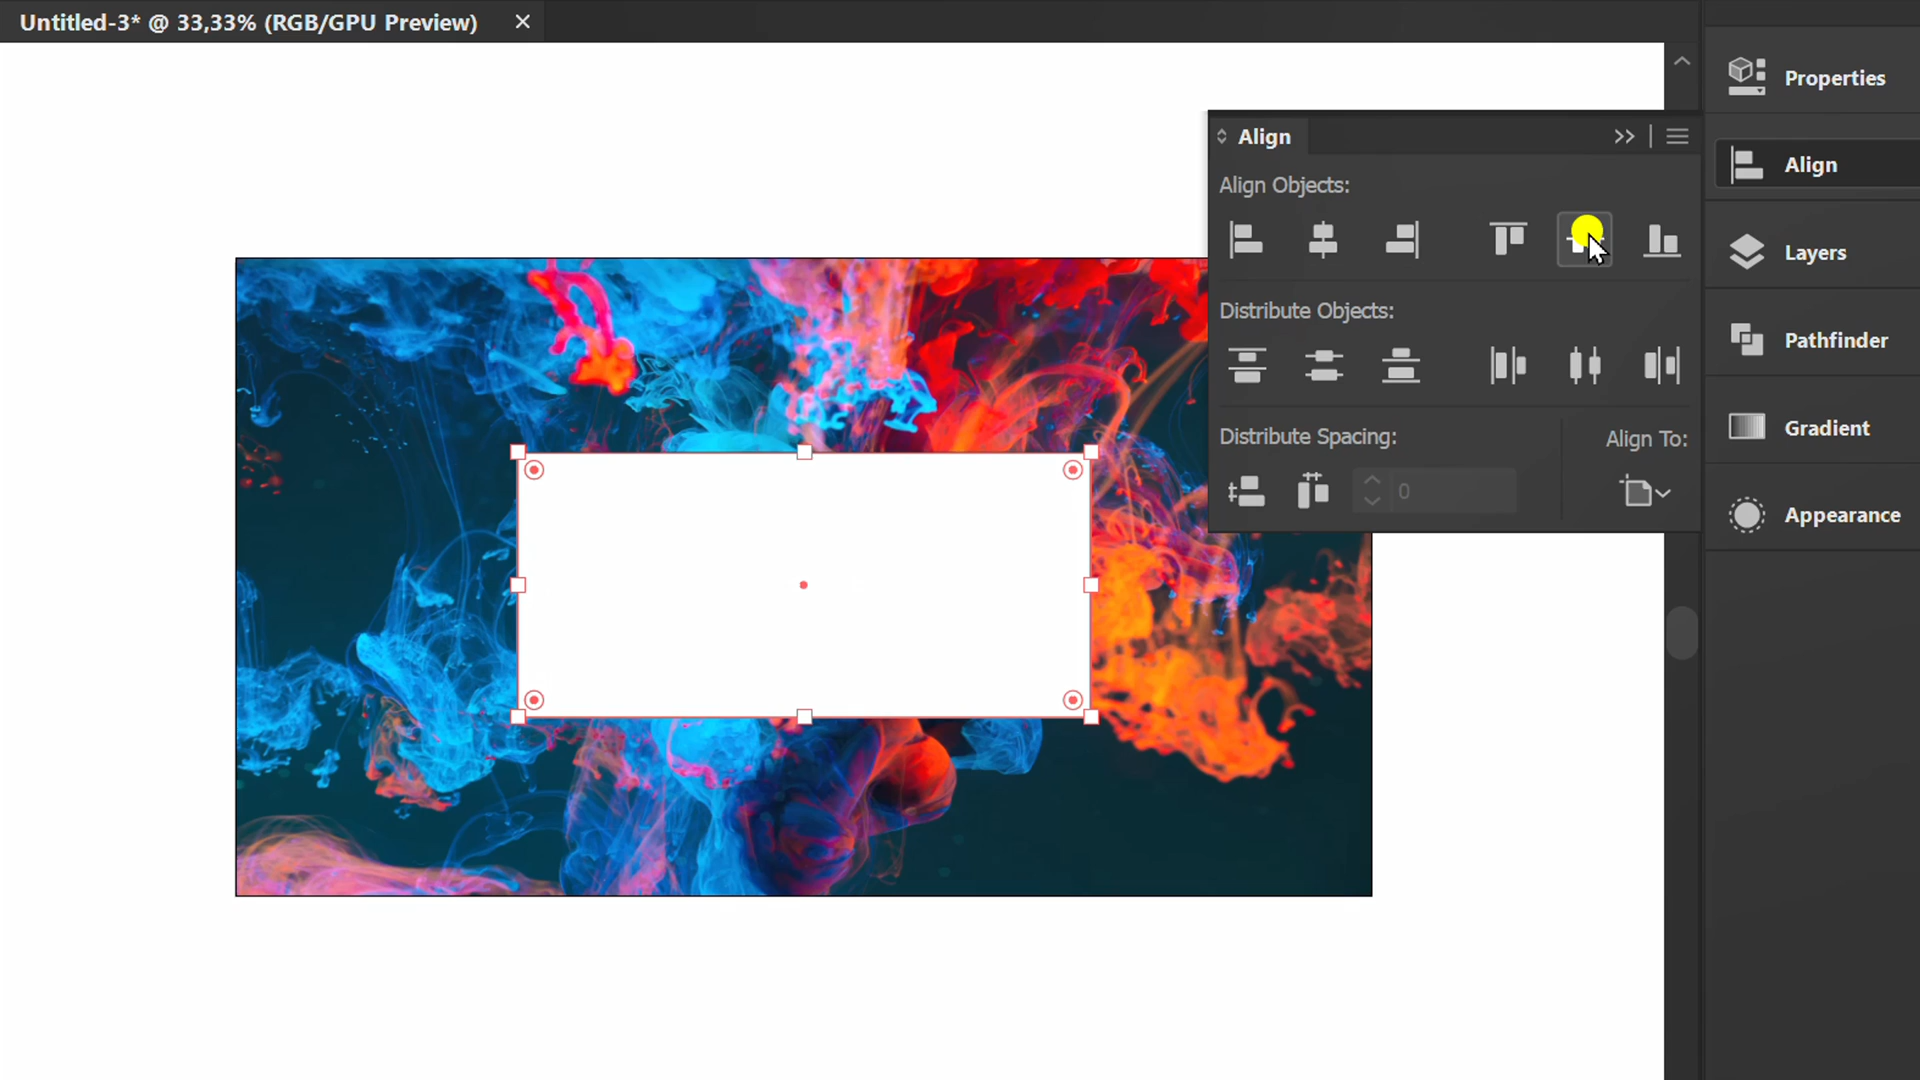 Untitled-3* @ 33,33% (RGB/GPU Preview)
Properties
Align
Align Objects:
Align
Layers
Distribute Objects:
Pathfinder
Gradient
Distribute Spacing:
Align To:
0
Appearance